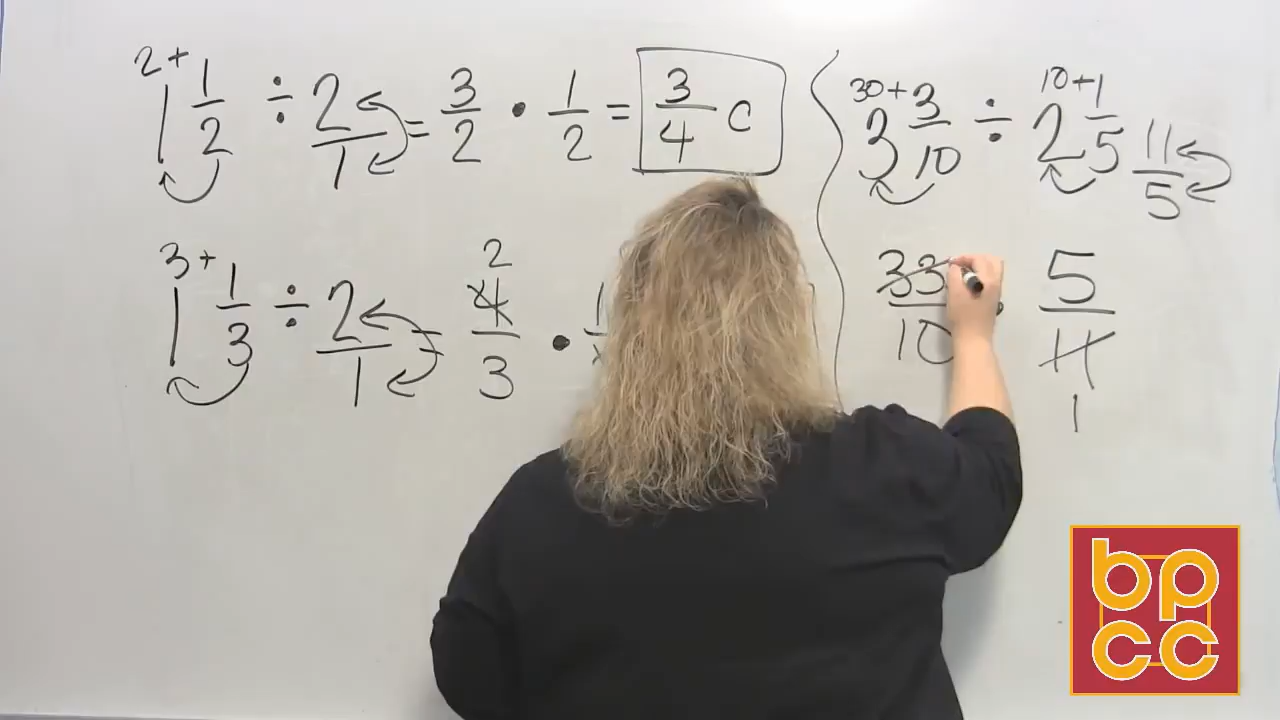 2+ 1 1/2 ÷ 2/1 = 3/2 • 1/2 = 3/4 c
3+ 1 1/3 ÷ 2/1 = 2 4/3 • 1
30+ 3 3/10 ÷ 10+ 2 1/5 11/5
33/10 • 5/11
1
bp
cc